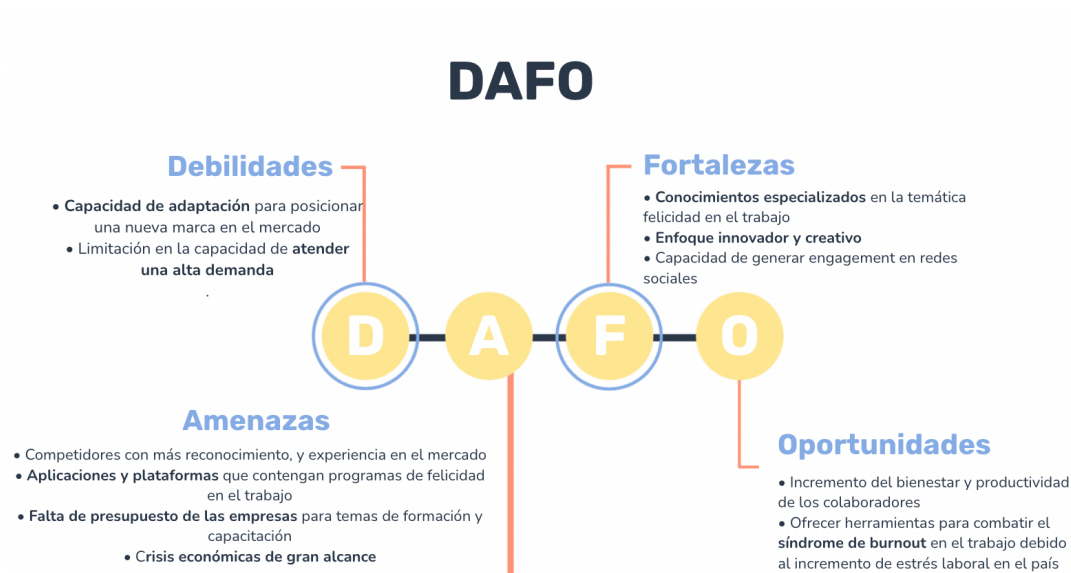 DAFO
Debilidades
• Capacidad de adaptación para posicionar
una nueva marca en el mercado
• Limitación en la capacidad de atender
una alta demanda
.
Fortalezas
• Conocimientos especializados en la temática
felicidad en el trabajo
• Enfoque innovador y creativo
• Capacidad de generar engagement en redes
sociales
D A F O
Amenazas
• Competidores con más reconocimiento, y experiencia en el mercado
• Aplicaciones y plataformas que contengan programas de felicidad
en el trabajo
• Falta de presupuesto de las empresas para temas de formación y
capacitación
• Crisis económicas de gran alcance
Oportunidades
• Incremento del bienestar y productividad
de los colaboradores
• Ofrecer herramientas para combatir el
síndrome de burnout en el trabajo debido
al incremento de estrés laboral en el país